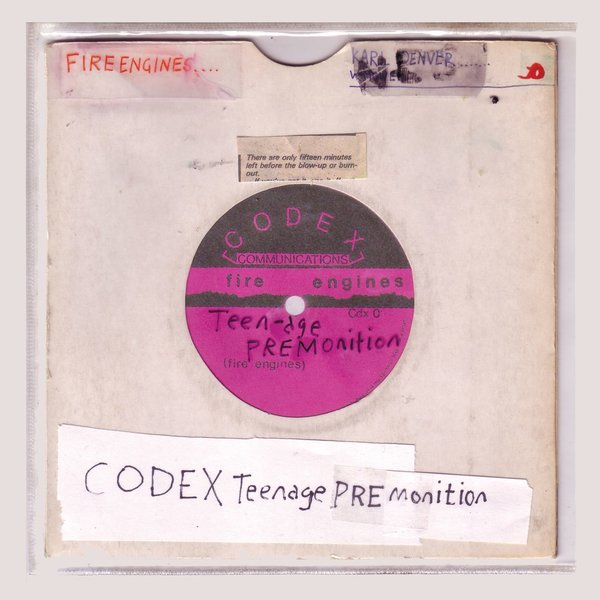 FIREENGINES....
KARL DENVER.......
There are only fifteen minutes
left before the blow-up or burn-
out.
CODEX
COMMUNICATIONS
fire engines
Cdx 0
Teen-age
PREMonition
(fire engines)
CODEX Teenage PREmonition